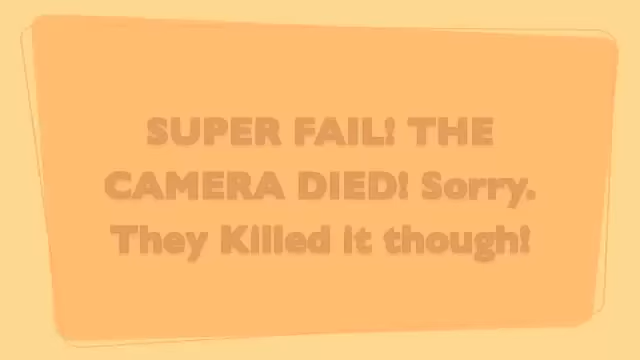 SUPER FAIL! THE
CAMERA DIED! Sorry.
They Killed it though!